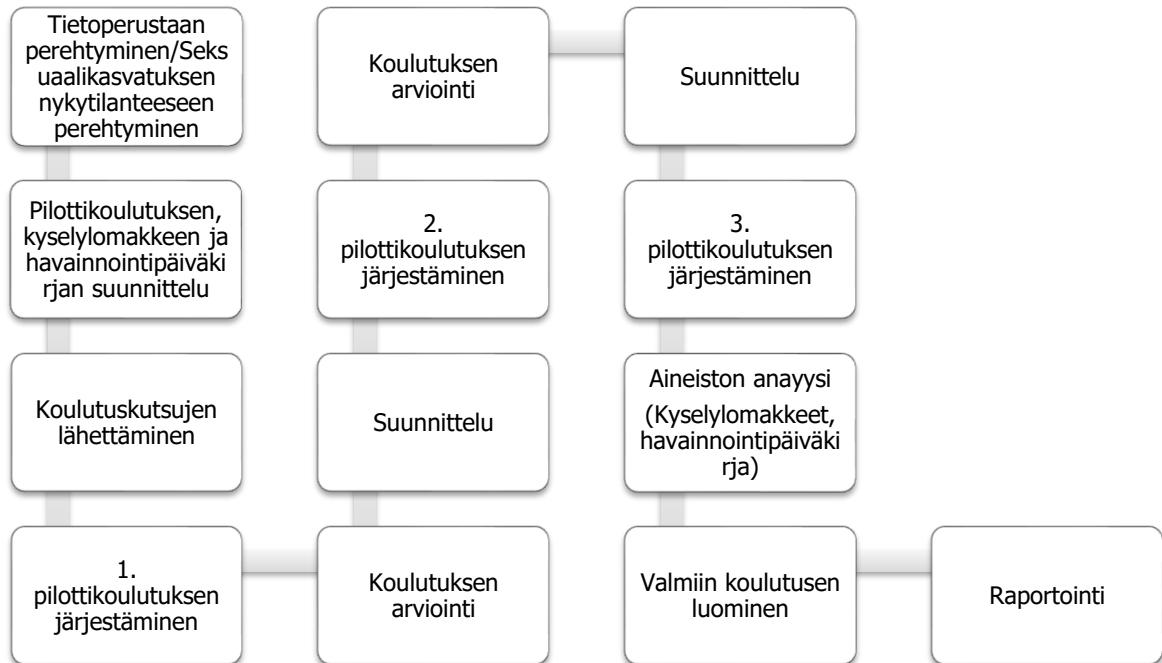 Tietoperustaan
perehtyminen/Seks
uaalikasvatuksen
nykytilanteeseen
perehtyminen
Pilottikoulutuksen,
kyselylomakkeen ja
havainnointipäiväki
rjan suunnittelu
Koulutuskutsujen
lähettäminen
1.
pilottikoulutuksen
järjestäminen
Koulutuksen
arviointi
Suunnittelu
2.
pilottikoulutuksen
järjestäminen
Koulutuksen
arviointi
Suunnittelu
3.
pilottikoulutuksen
järjestäminen
Aineiston anayysi
(Kyselylomakkeet,
havainnointipäiväki
rja)
Valmiin koulutusen
luominen
Raportointi